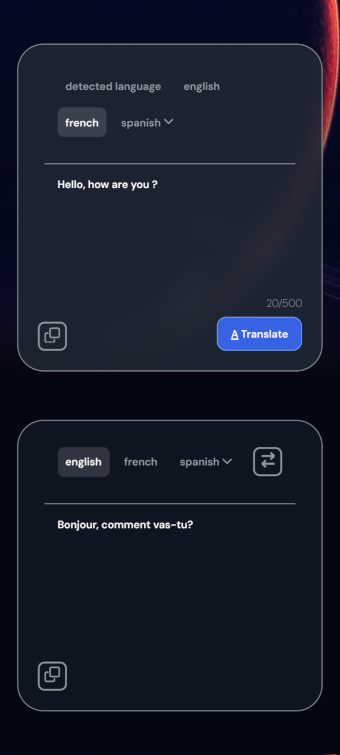 detected language english
french spanish
Hello, how are you ?
20/500
A Translate
english french spanish
Bonjour, comment vas-tu?